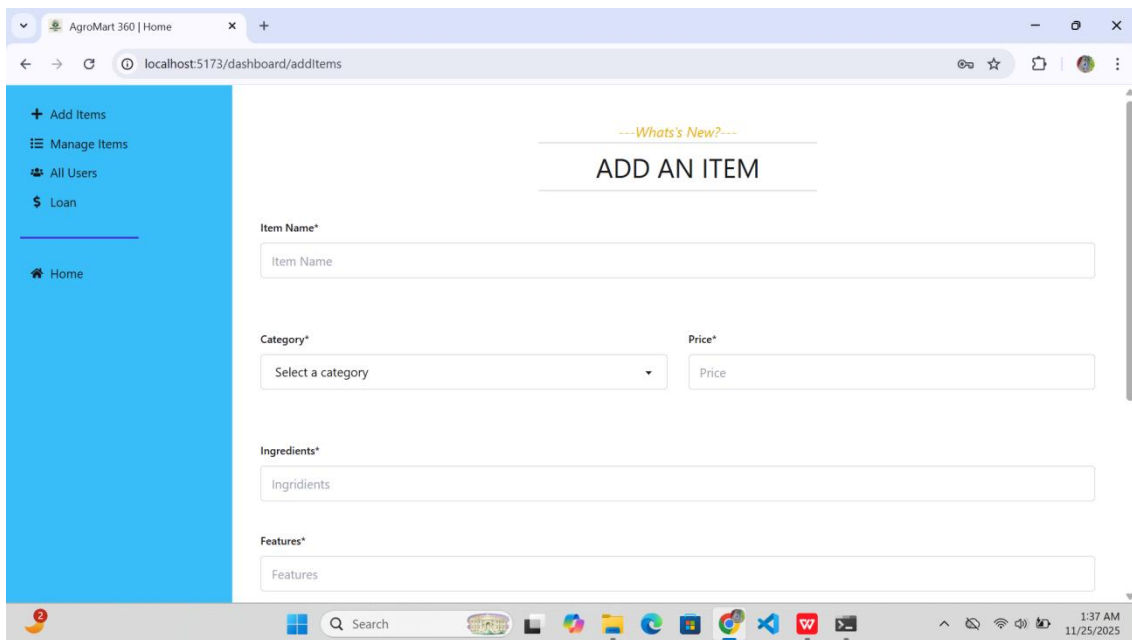 AgroMart 360 | Home
localhost:5173/dashboard/addItems
Add Items
Manage Items
All Users
Loan
Home
---Whats's New?---
ADD AN ITEM
Item Name*
Item Name
Category* Price*
Select a category Price
Ingredients*
Ingridients
Features*
Features
2
Search
1:37 AM
11/25/2025